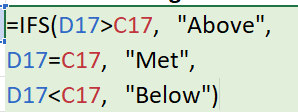 =IFS(D17>C17, "Above",
D17=C17, "Met",
D17<C17, "Below")